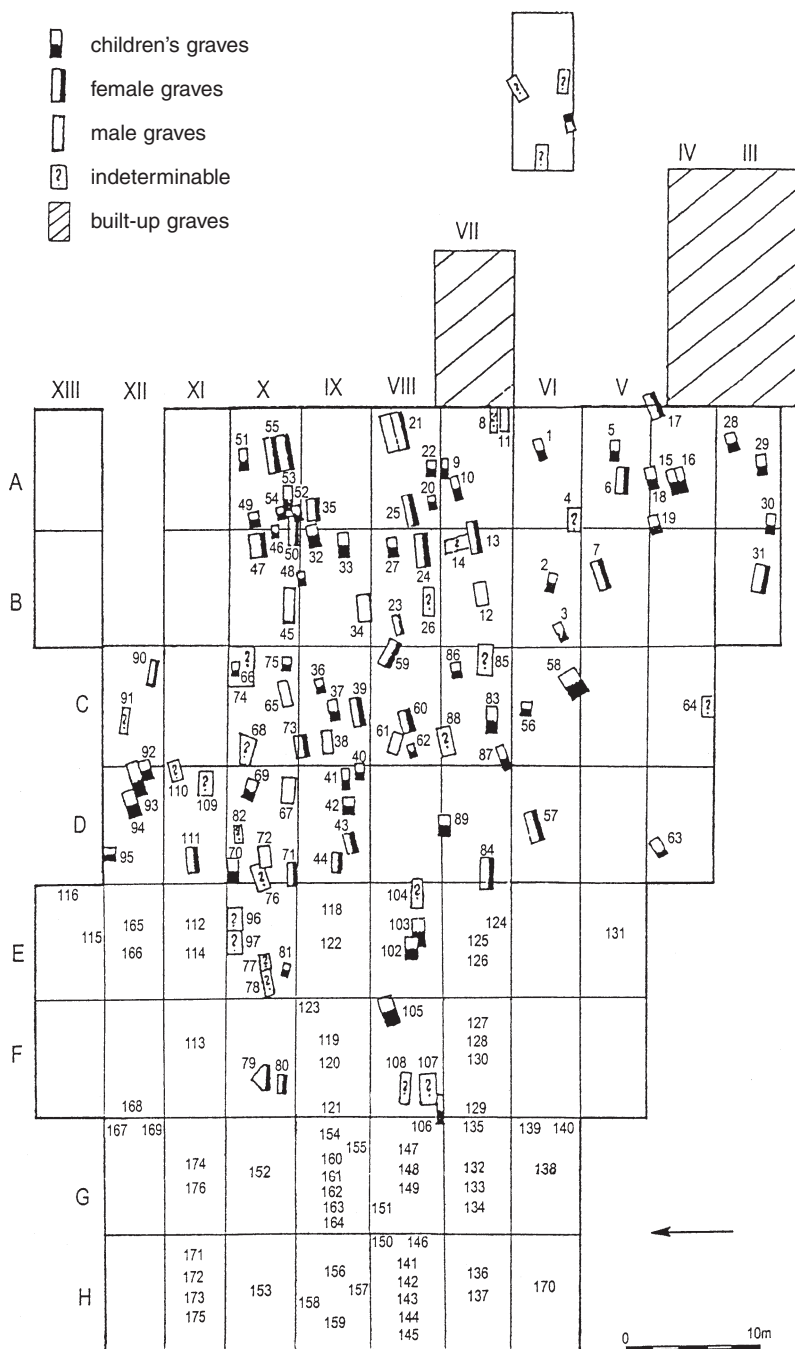 children's graves
female graves
male graves
? indeterminable
built-up graves
? ?
?
IV III
VII
XIII XII XI X IX VIII VI V
17
55 21 8 11 1 5 28
51 22 9 29
A 53 10 15 16
54 52 20 6 18
49 35 25 4 ? 19 30
46 50 32 33 27 24 14 ? 13 7 31
47 48 2
B 23 12
45 34 26 ? 3
90 ? 75 59 86 ? 85 58
66 36
C 91 74 65 37 39 60 83 56 64 ?
? 68 73 38 61 62 88
? ? 87
92 ? ? 69 40
110 109 67 41
93 42
D 94 82 ? 43 89 57
111 72 63
95 70 71 44 84
? 76
116 104 ?
118
165 112 ? 96 103 124
115 125 131
E 166 114 ? 97 122 102 126
77 ? 81
78 ?
123 105
127
113 119 128
F 120 130
79 80 108 107
? ?
168 121 129
167 169 154 106 135 139 140
155 147
174 160 148 132 138
G 152 161
176 162 149 133
163 151 134
164
171 150 146
141
172 156 136
153 157 142 170
H 173 158 143 137
175 159 144
145
0 10m